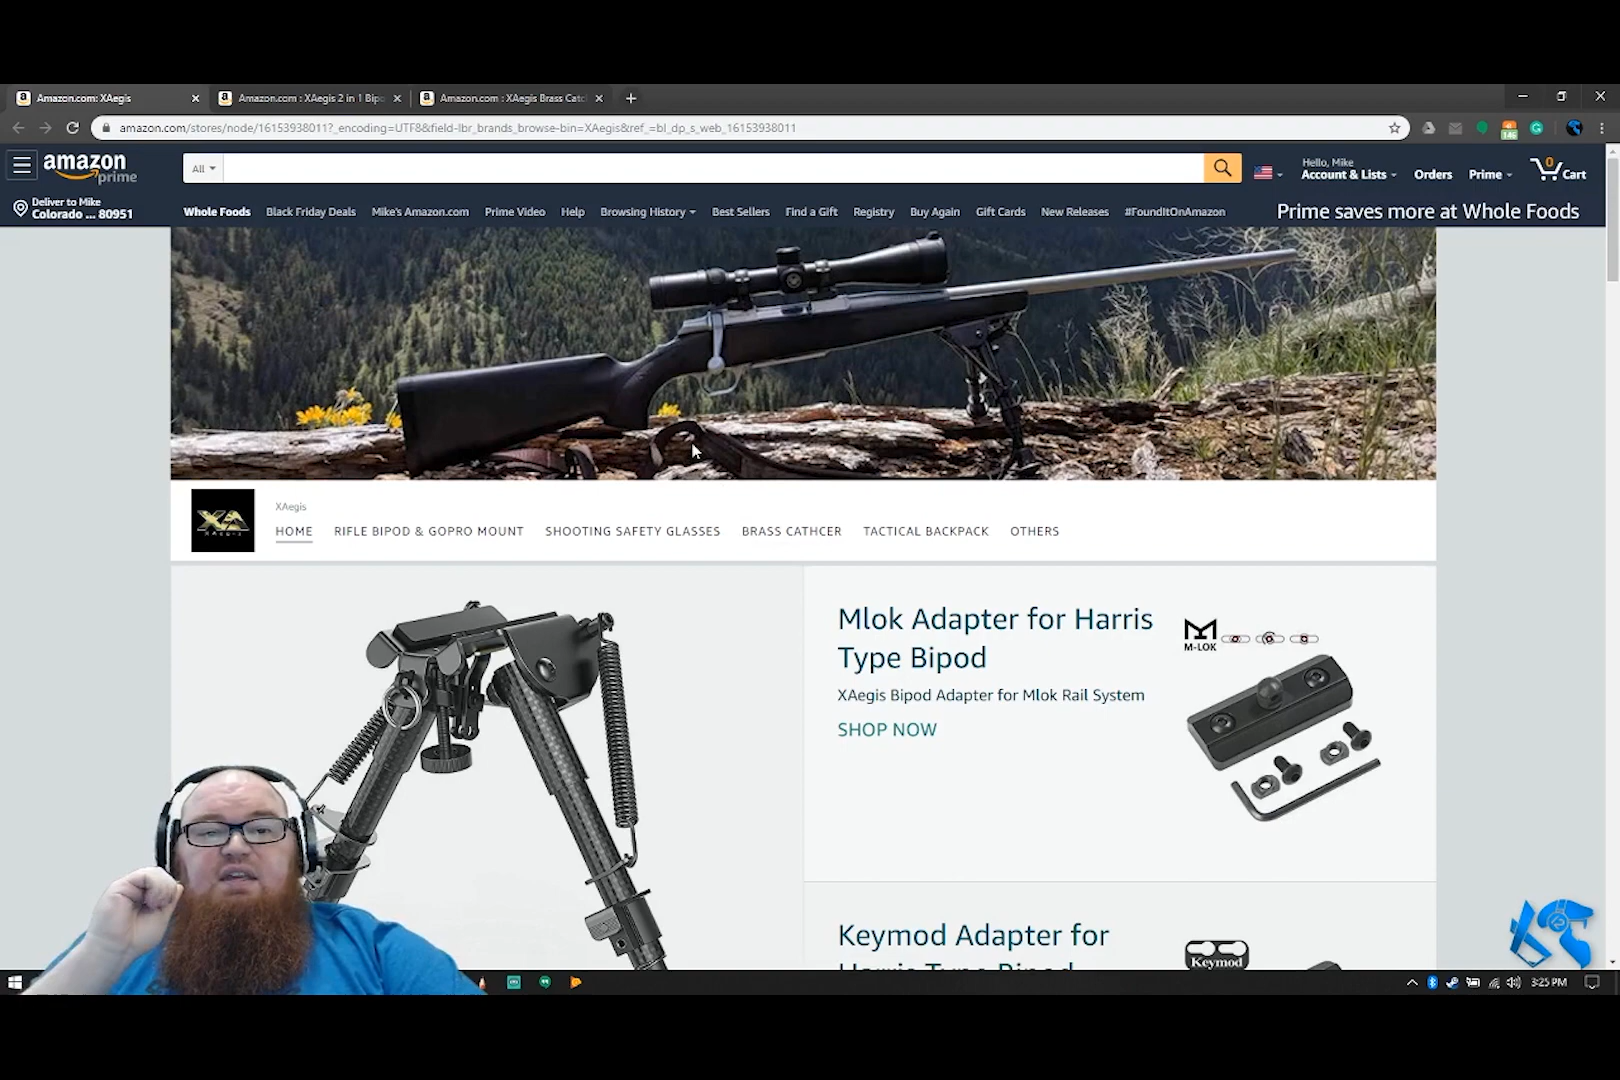 Amazon.com: XAegis
Amazon.com : XAegis 2 in 1 Bipo
Amazon.com : XAegis Brass Catc
amazon.com/stores/node/16153938011?_encoding=UTF8&field-lbr_brands_browse-bin=XAegis&ref_=bl_dp_s_web_16153938011
146
amazon
prime
All
Hello, Mike
Account & Lists
Orders
Prime
0
Cart
Deliver to Mike
Colorado ... 80951
Whole Foods
Black Friday Deals
Mike's Amazon.com
Prime Video
Help
Browsing History
Best Sellers
Find a Gift
Registry
Buy Again
Gift Cards
New Releases
#FoundItOnAmazon
Prime saves more at Whole Foods
XA
XAegis
HOME
RIFLE BIPOD & GOPRO MOUNT
SHOOTING SAFETY GLASSES
BRASS CATHCER
TACTICAL BACKPACK
OTHERS
Mlok Adapter for Harris
Type Bipod
XAegis Bipod Adapter for Mlok Rail System
SHOP NOW
M-LOK
Keymod Adapter for
Harris Type Bipod
Keymod
3:25 PM